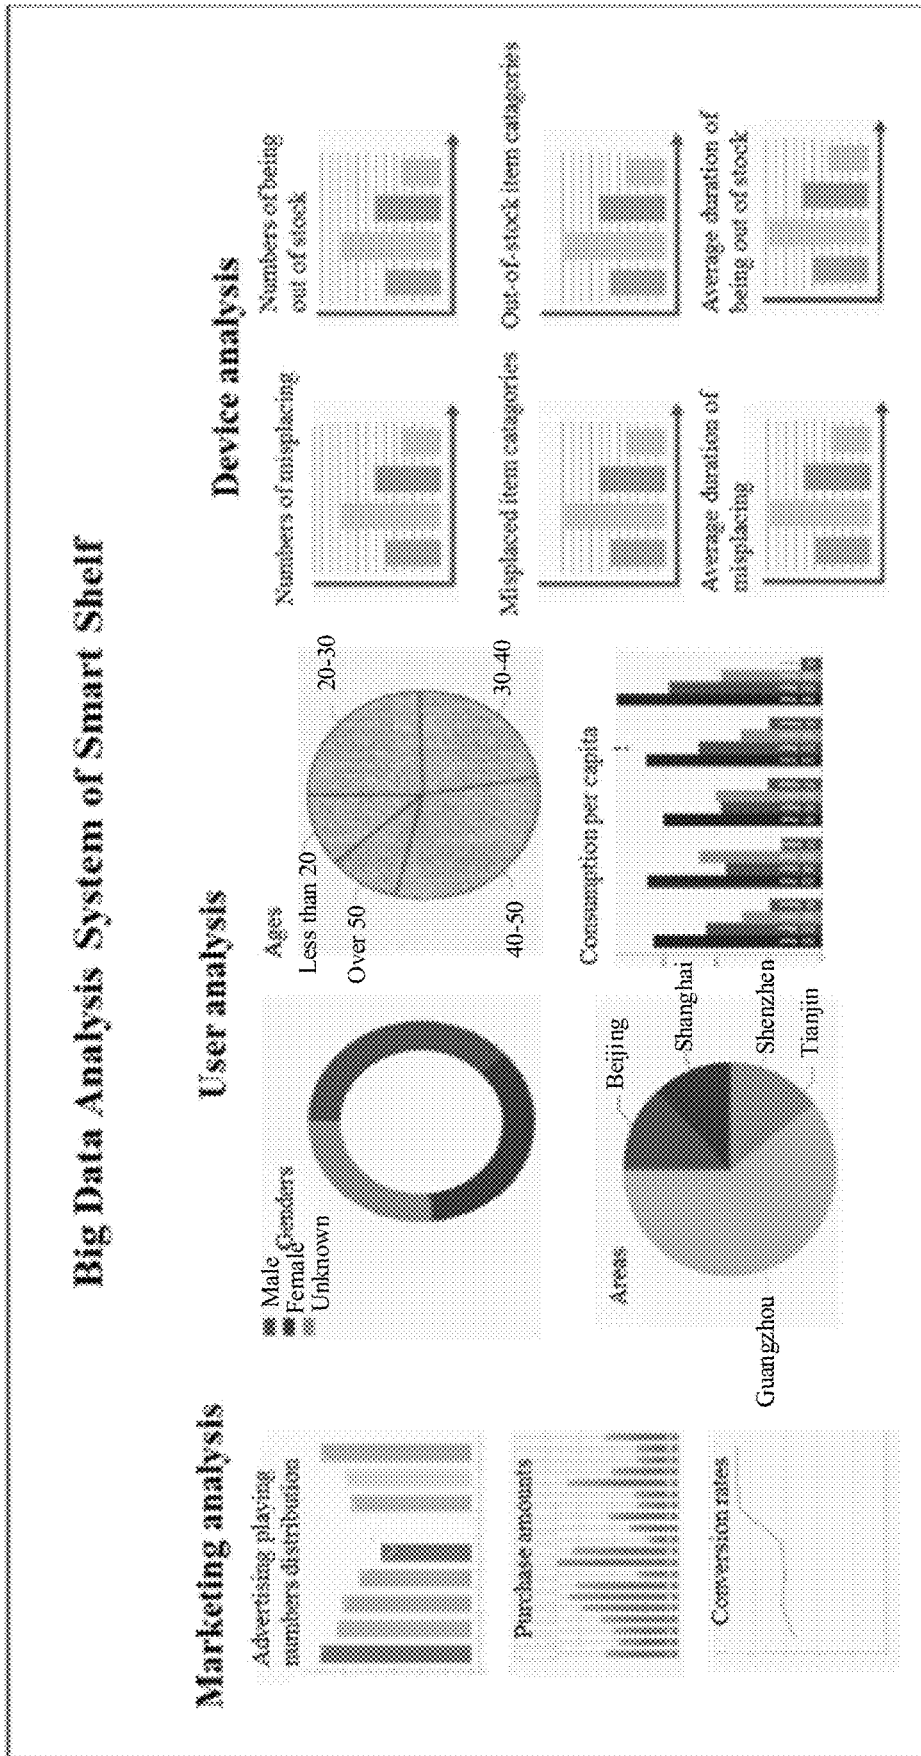 Big Data Analysis System of Smart Shelf
Marketing analysis
Advertising playing
numbers distribution
Purchase amounts
Conversion rates
User analysis
Male
Genders
Female
Unknown
Ages
Less than 20
20-30
Over 50
40-50
30-40
Areas
Beijing
Shanghai
Shenzhen
Tianjin
Guangzhou
Consumption per capita
Device analysis
Numbers of misplacing
Numbers of being
out of stock
Misplaced item catagories
Out-of-stock item catagories
Average duration of
misplacing
Average duration of
being out of stock